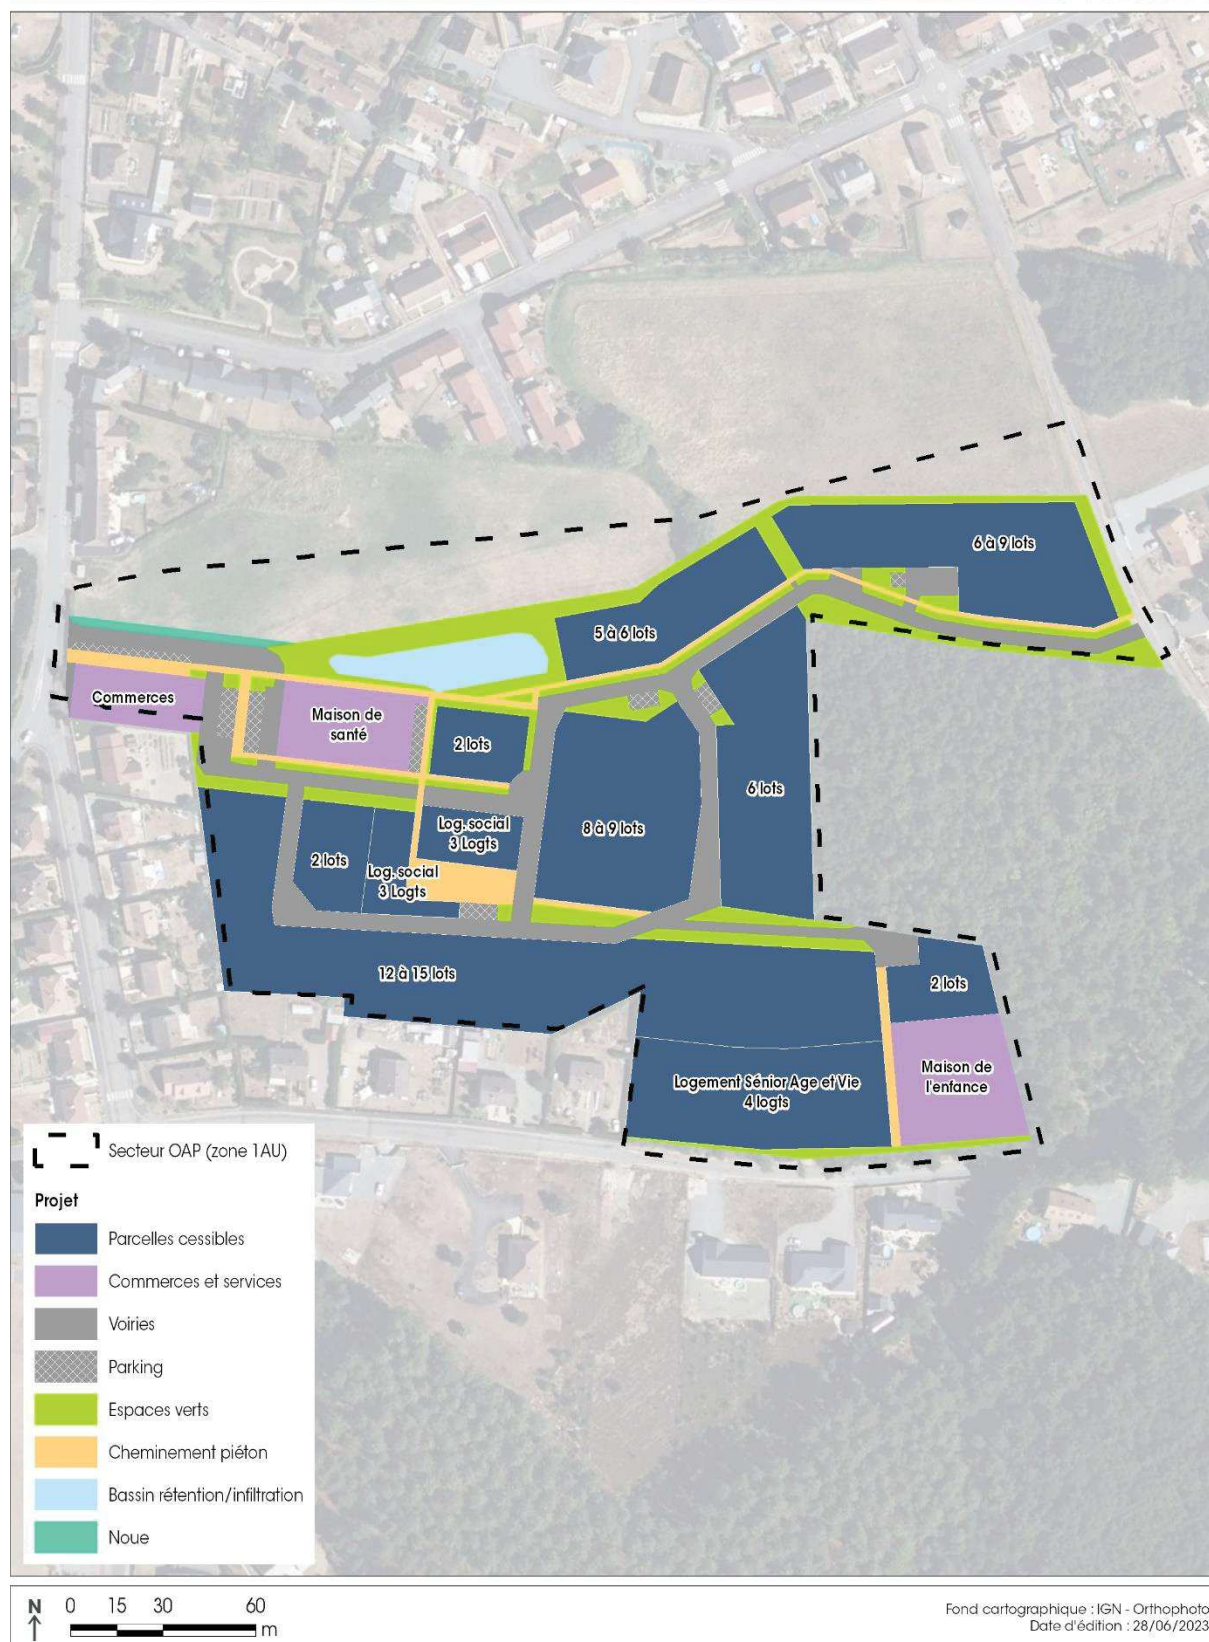 6 à 9 lots
5 à 6 lots
Commerces
Maison de
santé
2 lots
6 lots
Log. social
3 Logts
8 à 9 lots
2 lots
Log. social
3 Logts
12 à 15 lots
2 lots
Maison de
l'enfance
Logement Sénior Age et Vie
4 logts
Secteur OAP (zone 1AU)
Projet
Parcelles cessibles
Commerces et services
Voiries
Parking
Espaces verts
Cheminement piéton
Bassin rétention/infiltration
Noue
N 0 15 30 60
m
Fond cartographique : IGN - Orthophoto
Date d'édition : 28/06/2023